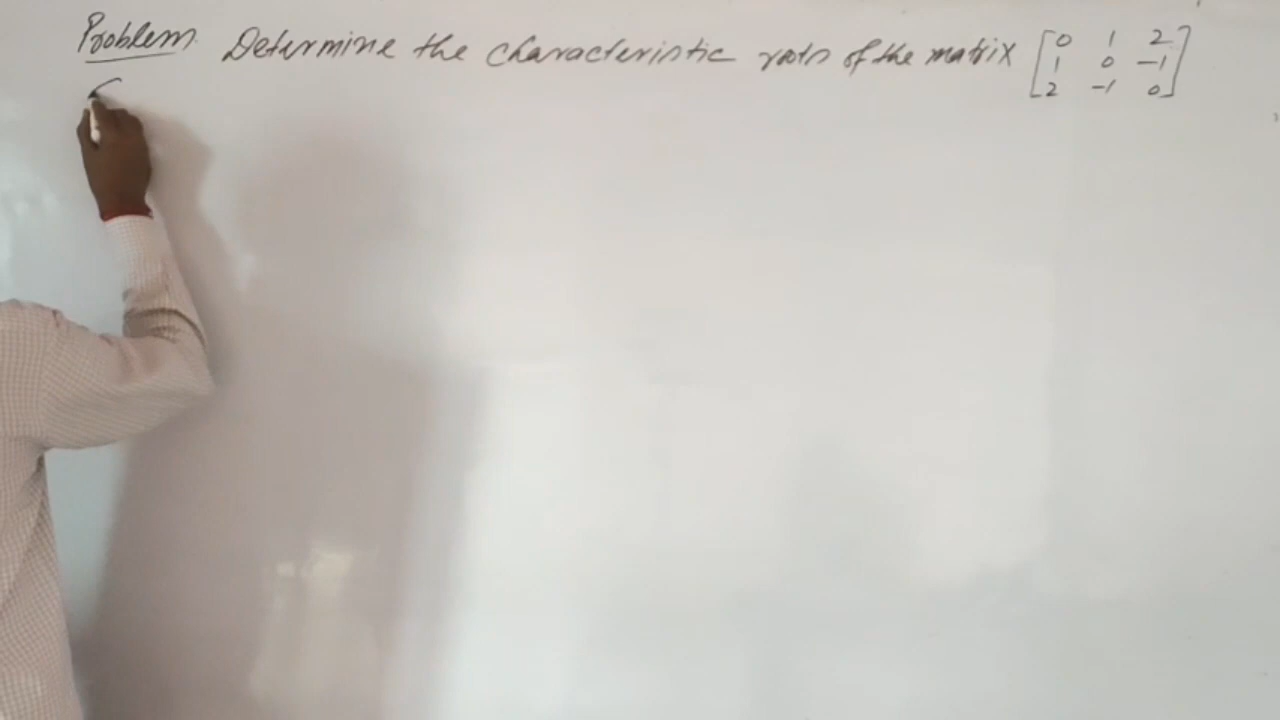 Problem. Determine the characteristic roots of the matrix [0 1 2
1 0 -1
2 -1 0]